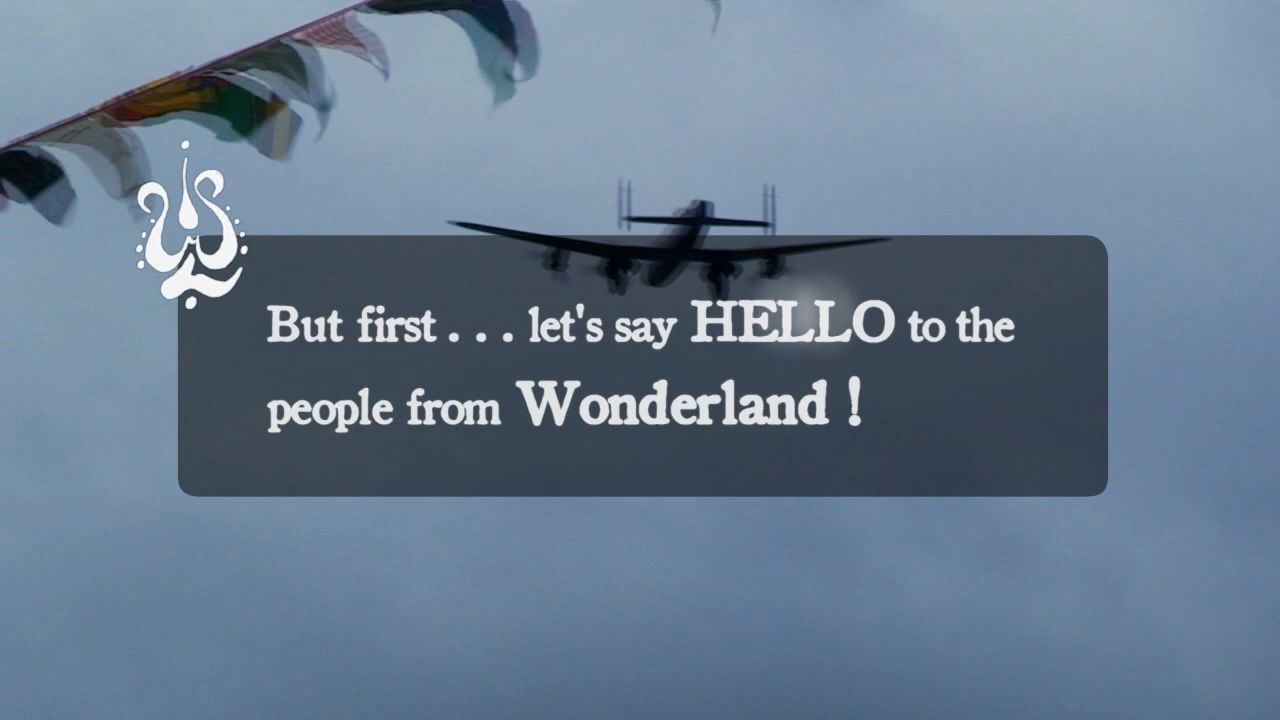 But first . . . let's say HELLO to the
people from Wonderland !